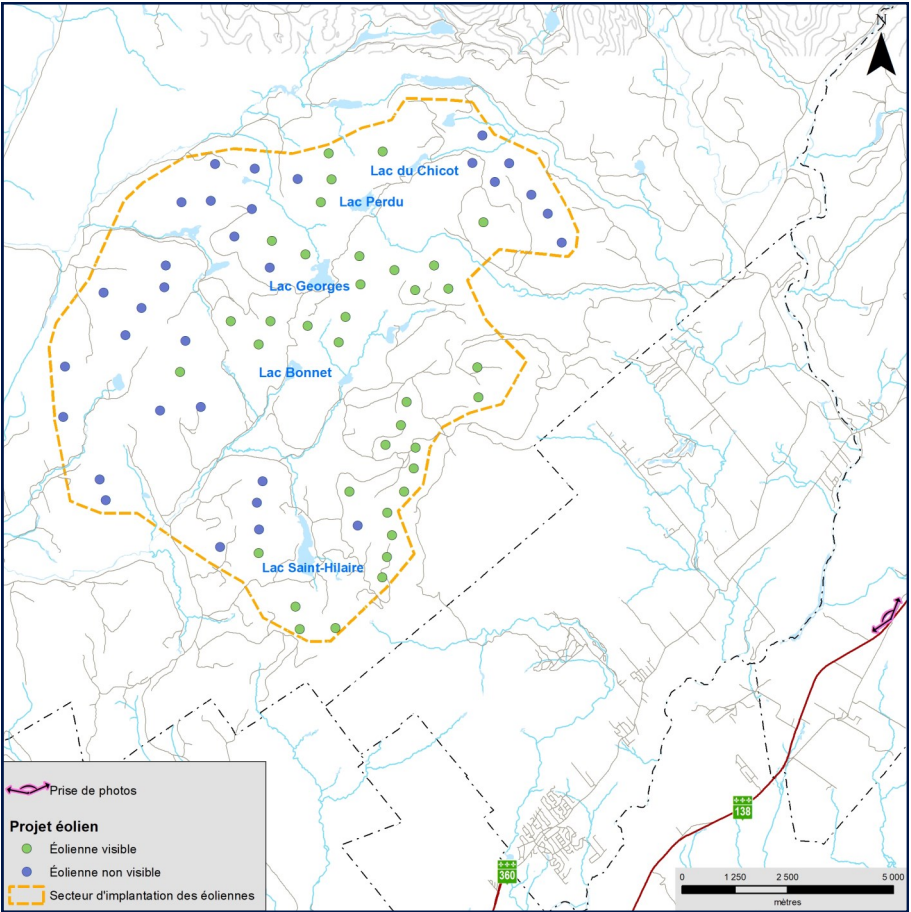 N
Lac du Chicot
Lac Perdu
Lac Georges
Lac Bonnet
Lac Saint-Hilaire
Prise de photos
Projet éolien
Éolienne visible
Éolienne non visible
Secteur d'implantation des éoliennes
138
360
0 1 250 2 500 5 000
mètres